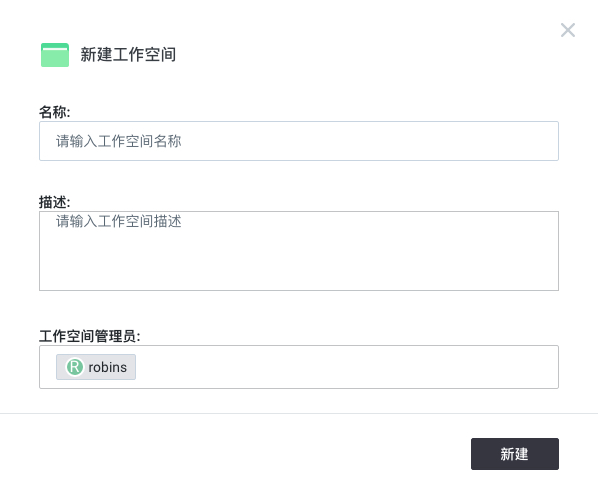 新建工作空间
名称:
请输入工作空间名称
描述:
请输入工作空间描述
工作空间管理员:
R robins
新建